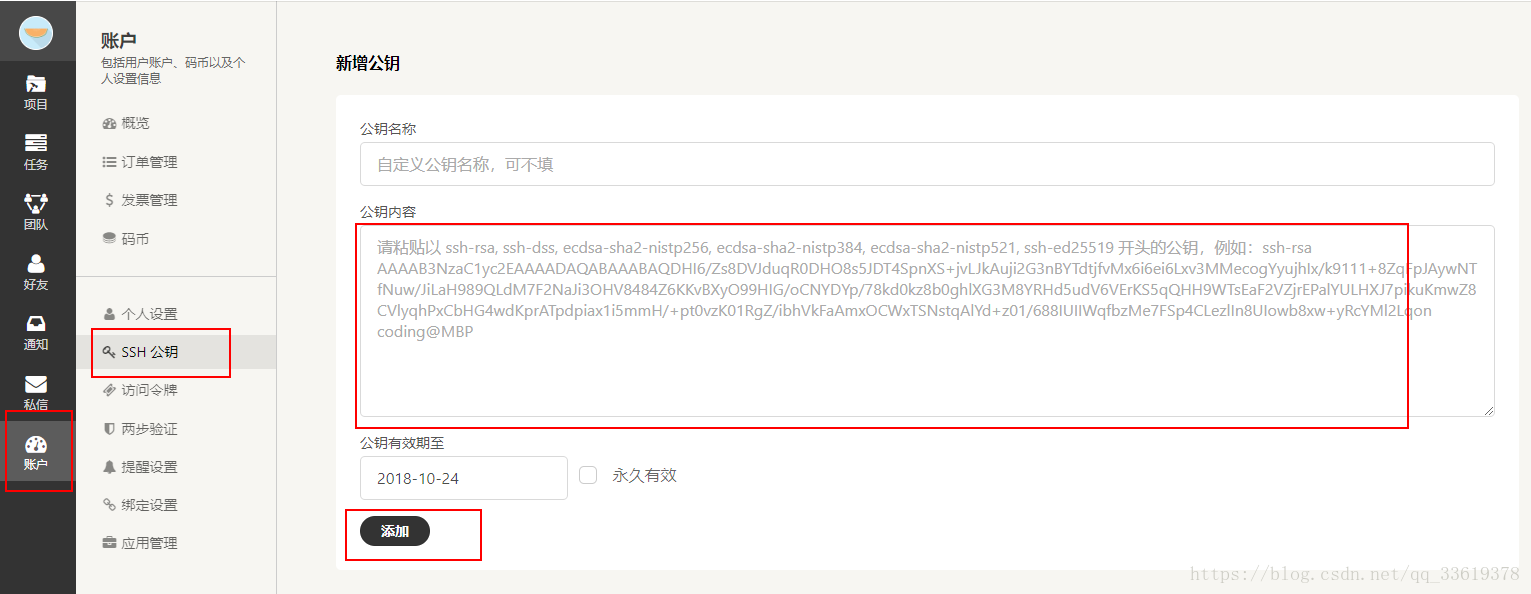 项目
任务
团队
好友
通知
私信
账户
账户
包括用户账户、码币以及个
人设置信息
概览
订单管理
发票管理
码币
个人设置
SSH 公钥
访问令牌
两步验证
提醒设置
绑定设置
应用管理
新增公钥
公钥名称
自定义公钥名称，可不填
公钥内容
请粘贴以 ssh-rsa, ssh-dss, ecdsa-sha2-nistp256, ecdsa-sha2-nistp384, ecdsa-sha2-nistp521, ssh-ed25519 开头的公钥，例如：ssh-rsa
AAAAB3NzaC1yc2EAAAADAQABAAABAQDHI6/Zs8DVJduqR0DHO8s5JDT4SpnXS+jvLJkAuji2G3nBYTdtjfvMx6i6ei6Lxv3MMecogYyujhIx/k9111+8ZqFpJAywNT
fNuw/JiLaH989QLdM7F2NaJi3OHV8484Z6KKvBXyO99HIG/oCNYDYp/78kd0kz8b0ghlXG3M8YRHd5udV6VErKS5qQHH9WTsEaF2VZjrEPalYULHXJ7pikuKmwZ8
CVlyqhPxCbHG4wdKprATpdpiax1i5mmH/+pt0vzK01RgZ/ibhVkFaAmxOCWxTSNstqAlYd+z01/688IUIIWqfbzMe7FSp4CLezlIn8UIowb8xw+yRcYMl2Lqon
coding@MBP
公钥有效期至
2018-10-24
永久有效
添加
https://blog.csdn.net/qq_33619378